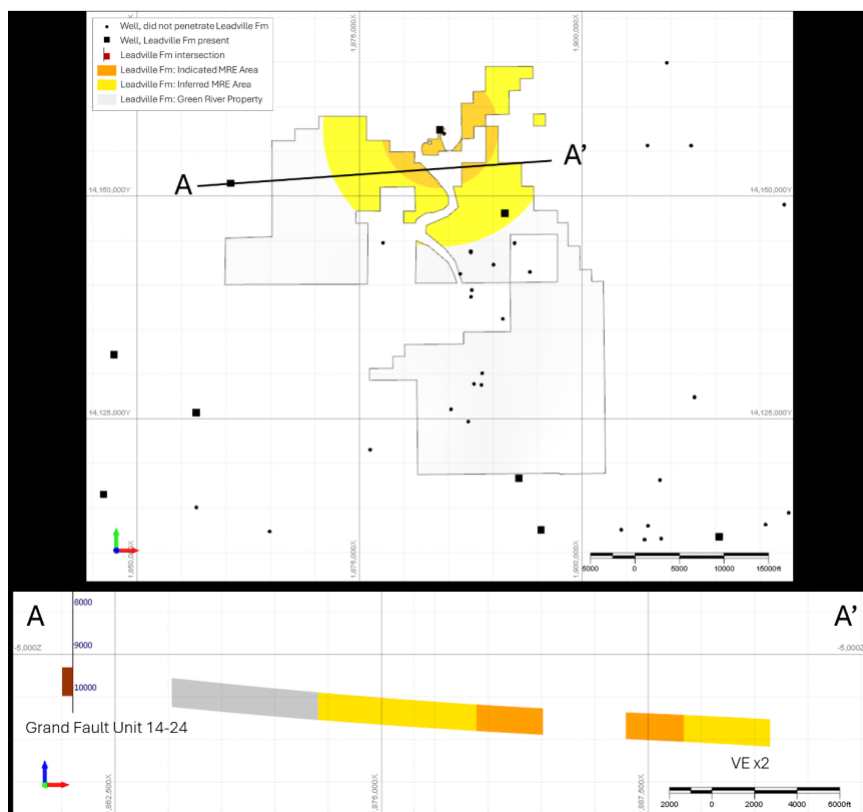 Well, did not penetrate Leadville Fm
Well, Leadville Fm present
Leadville Fm intersection
Leadville Fm: Indicated MRE Area
Leadville Fm: Inferred MRE Area
Leadville Fm: Green River Property
1,875,000X
1,900,000X
A
A'
14,150,000Y
14,150,000Y
14,125,000Y
14,125,000Y
1,850,000X
1,875,000X
1,900,000X
5000 0 5000 10000 15000ft
A
A'
8000
-5,000Z
9000
-5,000Z
10000
Grand Fault Unit 14-24
VE x2
,862,500X
,875,000X
,887,500X
2000 0 2000 4000 6000ft